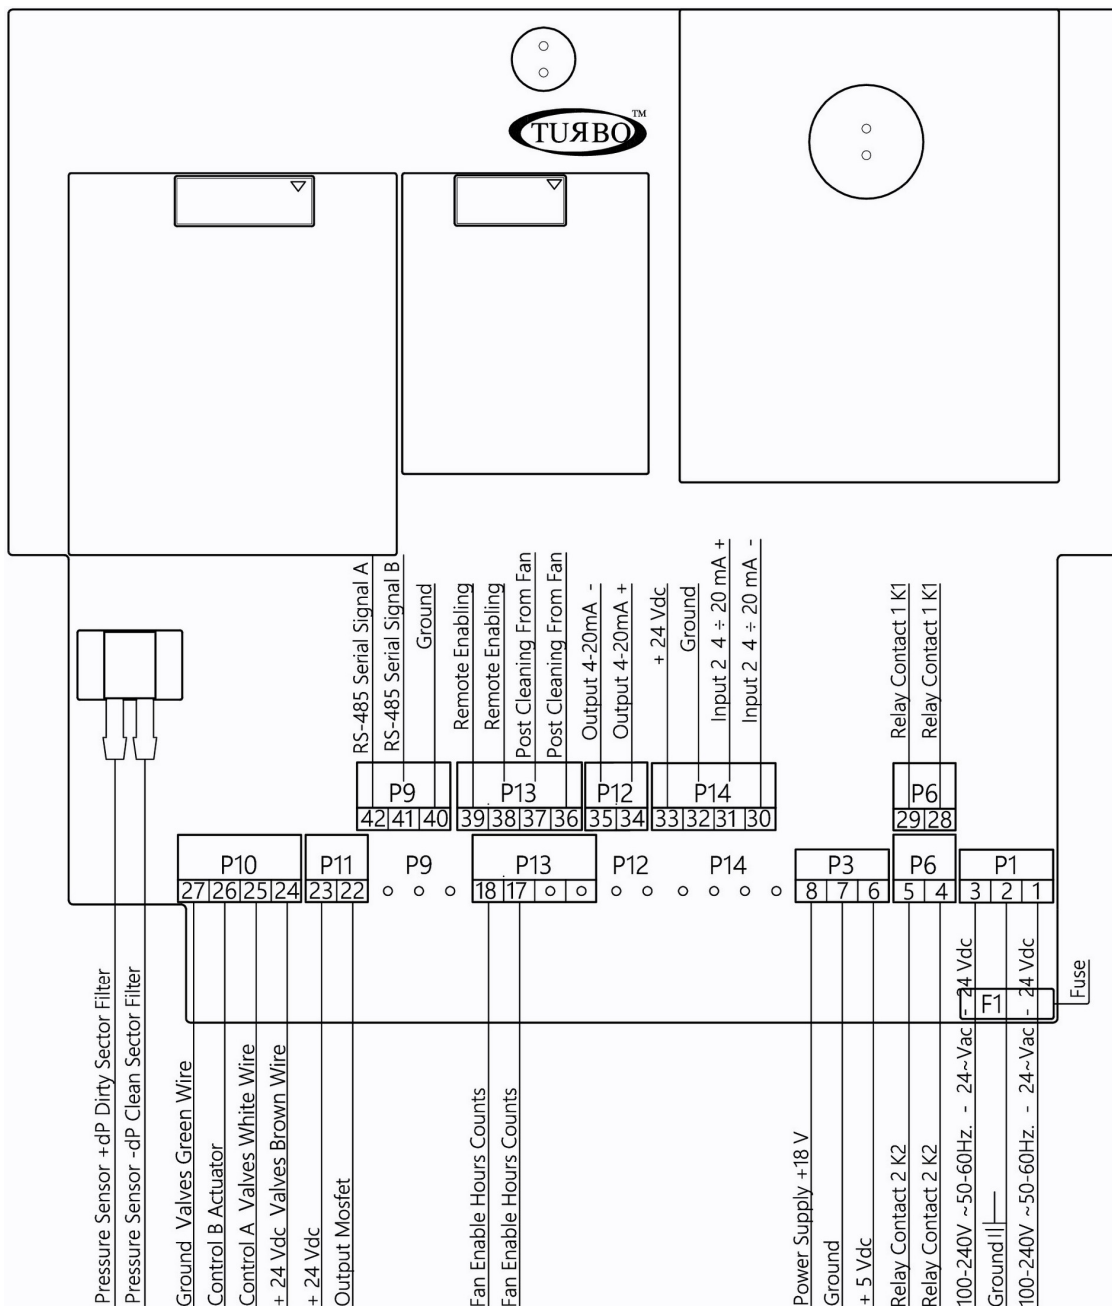 TUЯBO™
RS-485 Serial Signal A
RS-485 Serial Signal B
Ground
Remote Enabling
Remote Enabling
Post Cleaning From Fan
Post Cleaning From Fan
Output 4-20mA -
Output 4-20mA +
+ 24 Vdc
Ground
Input 2 4 ÷ 20 mA +
Input 2 4 ÷ 20 mA -
Relay Contact 1 K1
Relay Contact 1 K1
P9 P13 P12 P14 P6
42 41 40 39 38 37 36 35 34 33 32 31 30 29 28
P10 P11 P9 P13 P12 P14 P3 P6 P1
27 26 25 24 23 22 18 17 8 7 6 5 4 3 2 1
F1
Fuse
Pressure Sensor +dP Dirty Sector Filter
Pressure Sensor -dP Clean Sector Filter
Ground Valves Green Wire
Control B Actuator
Control A Valves White Wire
+ 24 Vdc Valves Brown Wire
+ 24 Vdc
Output Mosfet
Fan Enable Hours Counts
Fan Enable Hours Counts
Power Supply +18 V
Ground
+ 5 Vdc
Relay Contact 2 K2
Relay Contact 2 K2
100-240V ~50-60Hz. - 24~Vac - 24 Vdc
Ground
100-240V ~50-60Hz. - 24~Vac - 24 Vdc